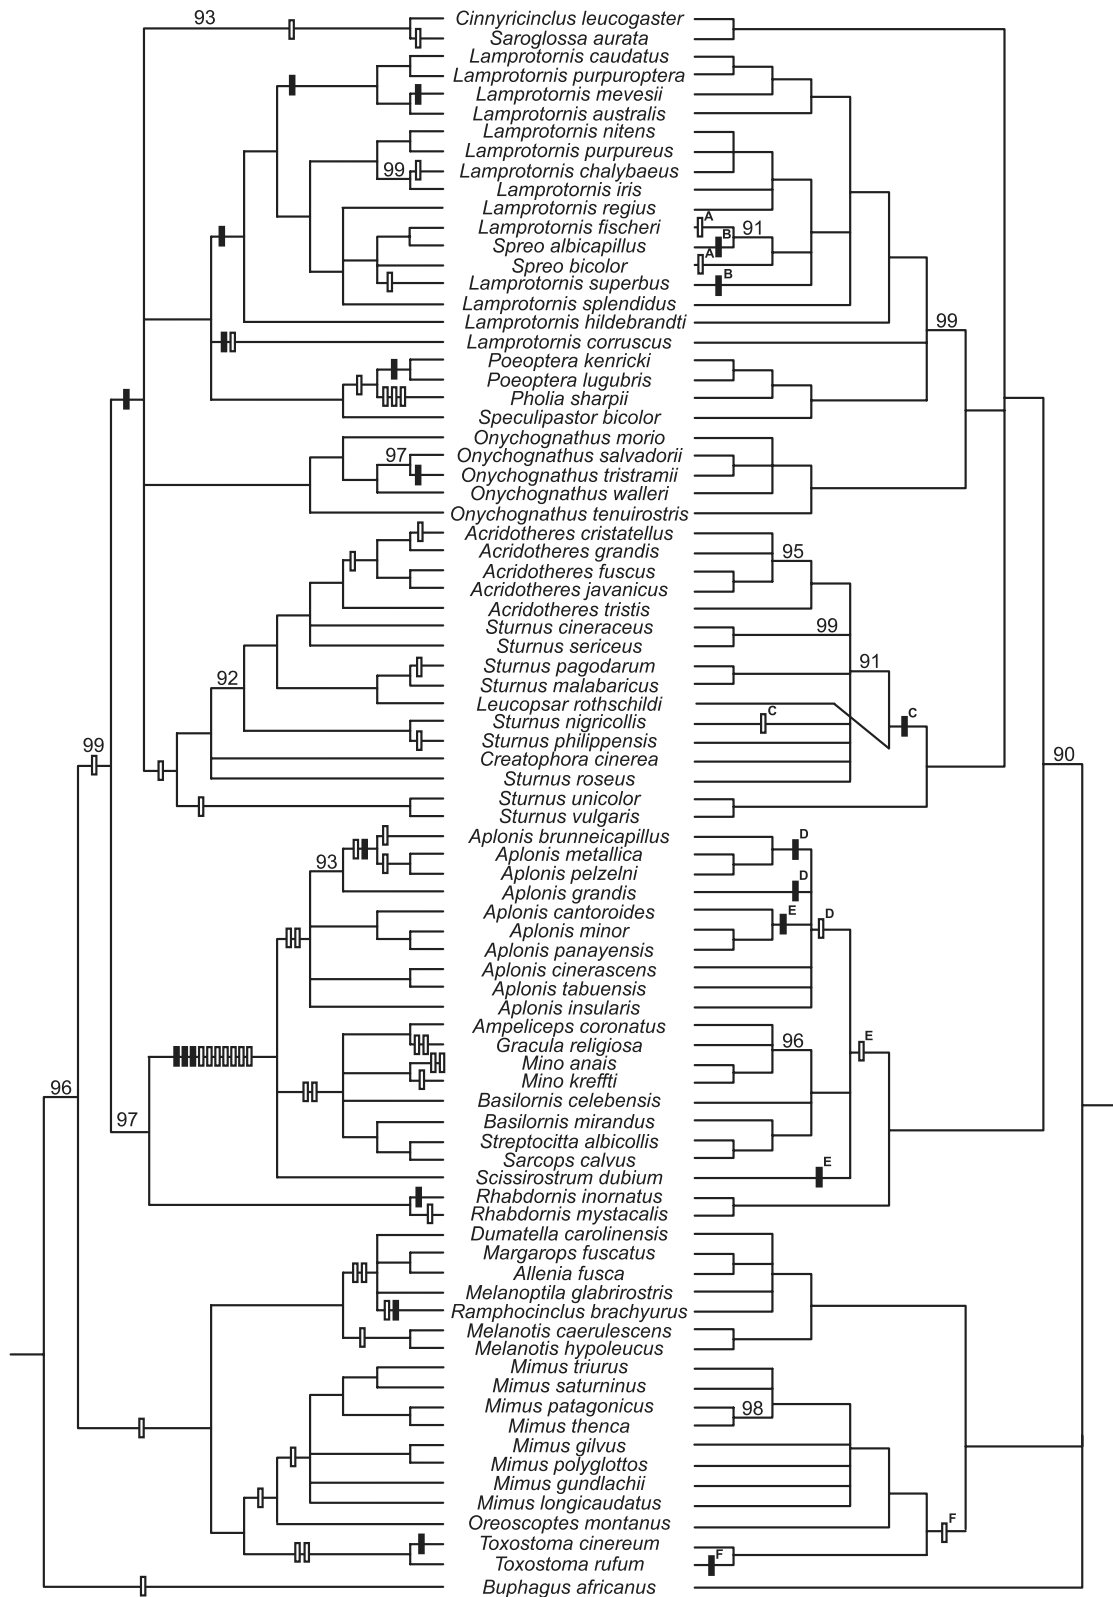 93
Cinnyricinclus leucogaster
Saroglossa aurata
Lamprotornis caudatus
Lamprotornis purpuroptera
Lamprotornis mevesii
Lamprotornis australis
Lamprotornis nitens
Lamprotornis purpureus
99 Lamprotornis chalybaeus
Lamprotornis iris
Lamprotornis regius
Lamprotornis fischeri A
Spreo albicapillus B 91
Spreo bicolor A
Lamprotornis superbus B
Lamprotornis splendidus
Lamprotornis hildebrandti 99
Lamprotornis corruscus
Poeoptera kenricki
Poeoptera lugubris
Pholia sharpii
Speculipastor bicolor
Onychognathus morio
97 Onychognathus salvadorii
Onychognathus tristramii
Onychognathus walleri
Onychognathus tenuirostris
Acridotheres cristatellus
Acridotheres grandis 95
Acridotheres fuscus
Acridotheres javanicus
Acridotheres tristis
Sturnus cineraceus 99
Sturnus sericeus
Sturnus pagodarum 91
92 Sturnus malabaricus
Leucopsar rothschildi
Sturnus nigricollis C C
Sturnus philippensis
99 Creatophora cinerea 90
Sturnus roseus
Sturnus unicolor
Sturnus vulgaris
Aplonis brunneicapillus D
93 Aplonis metallica
Aplonis pelzelni
Aplonis grandis D
Aplonis cantoroides E D
Aplonis minor
Aplonis panayensis
Aplonis cinerascens
Aplonis tabuensis
Aplonis insularis
Ampeliceps coronatus
Gracula religiosa 96 E
Mino anais
Mino kreffti
96 Basilornis celebensis
97 Basilornis mirandus
Streptocitta albicollis
Sarcops calvus
Scissirostrum dubium E
Rhabdornis inornatus
Rhabdornis mystacalis
Dumatella carolinensis
Margarops fuscatus
Allenia fusca
Melanoptila glabrirostris
Ramphocinclus brachyurus
Melanotis caerulescens
Melanotis hypoleucus
Mimus triurus
Mimus saturninus
Mimus patagonicus 98
Mimus thenca
Mimus gilvus
Mimus polyglottos
Mimus gundlachii
Mimus longicaudatus
Oreoscoptes montanus F
Toxostoma cinereum
Toxostoma rufum F
Buphagus africanus